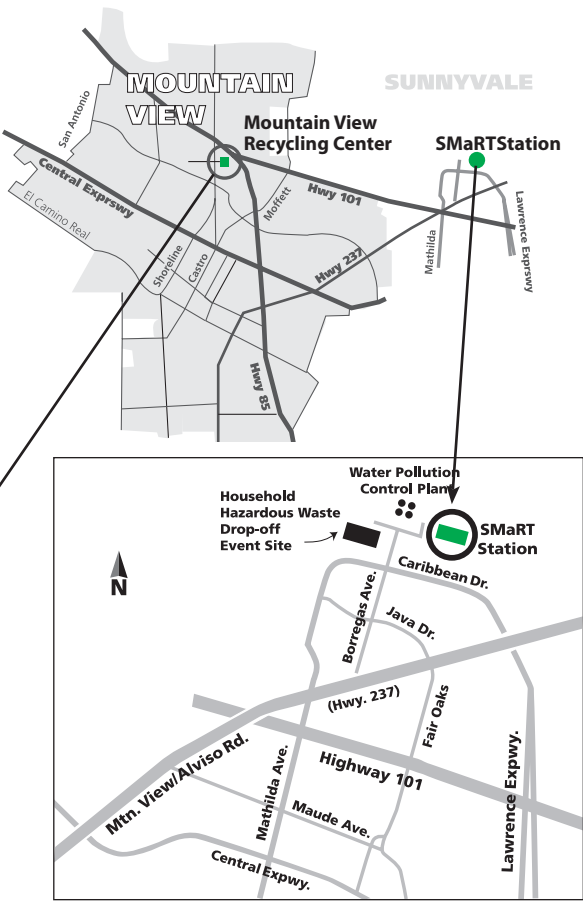 MOUNTAIN
VIEW
SUNNYVALE
Mountain View
Recycling Center
SMaRTStation
San Antonio
Central Exprswy
El Camino Real
Shoreline
Castro
Moffett
Hwy 101
Hwy 237
Hwy 85
Mathilda
Lawrence Exprswy
Water Pollution
Control Plant
Household
Hazardous Waste
Drop-off
Event Site
SMaRT
Station
N
Caribbean Dr.
Borregas Ave.
Java Dr.
(Hwy. 237)
Fair Oaks
Mtn. View/Alviso Rd.
Highway 101
Mathilda Ave.
Lawrence Expwy.
Maude Ave.
Central Expwy.